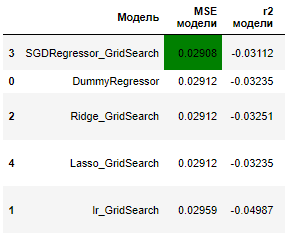 Модель MSE модели r2 модели
3 SGDRegressor_GridSearch 0.02908 -0.03112
0 DummyRegressor 0.02912 -0.03235
2 Ridge_GridSearch 0.02912 -0.03251
4 Lasso_GridSearch 0.02912 -0.03235
1 lr_GridSearch 0.02959 -0.04987